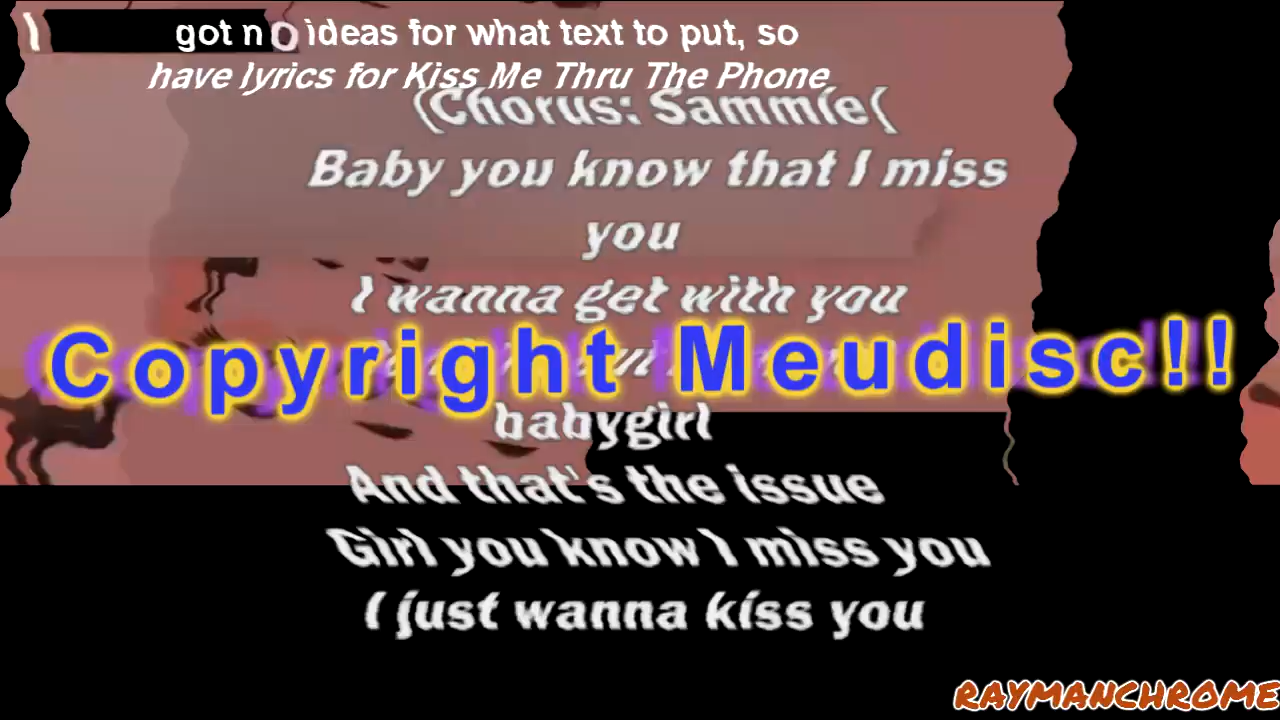 I got no ideas for what text to put, so
have lyrics for Kiss Me Thru The Phone
(Chorus: Sammie(
Baby you know that I miss
you
I wanna get with you
Copyright Meudisc!!
babygirl
And that's the issue
Girl you know I miss you
I just wanna kiss you
RAYMANCHROME